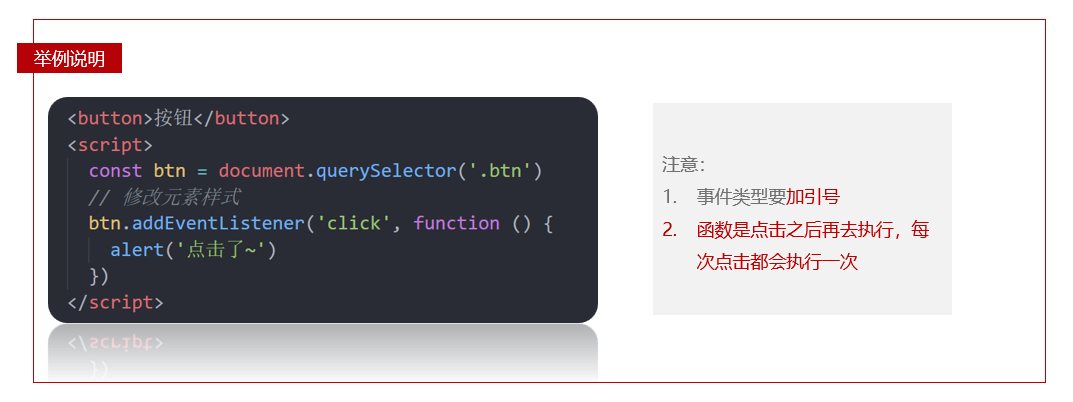 举例说明
<button>按钮</button>
<script>
const btn = document.querySelector('.btn')
// 修改元素样式
btn.addEventListener('click', function () {
alert('点击了~')
})
</script>
注意：
1. 事件类型要加引号
2. 函数是点击之后再去执行，每
次点击都会执行一次